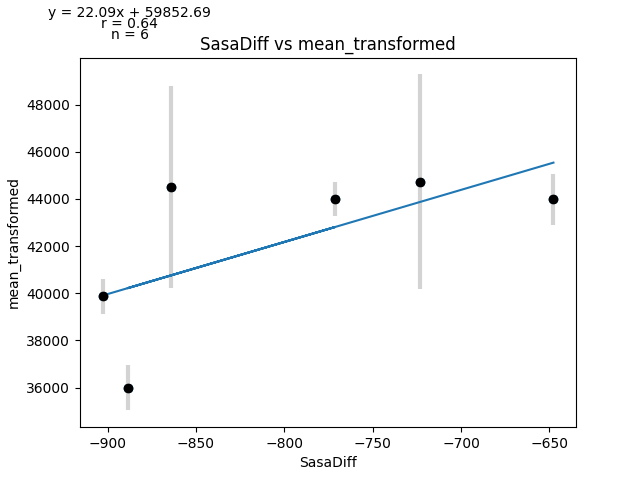 y = 22.09x + 59852.69
r = 0.64
n = 6
SasaDiff vs mean_transformed
48000
46000
44000
42000
40000
38000
36000
mean_transformed
−900
−850
−800
−750
−700
−650
SasaDiff